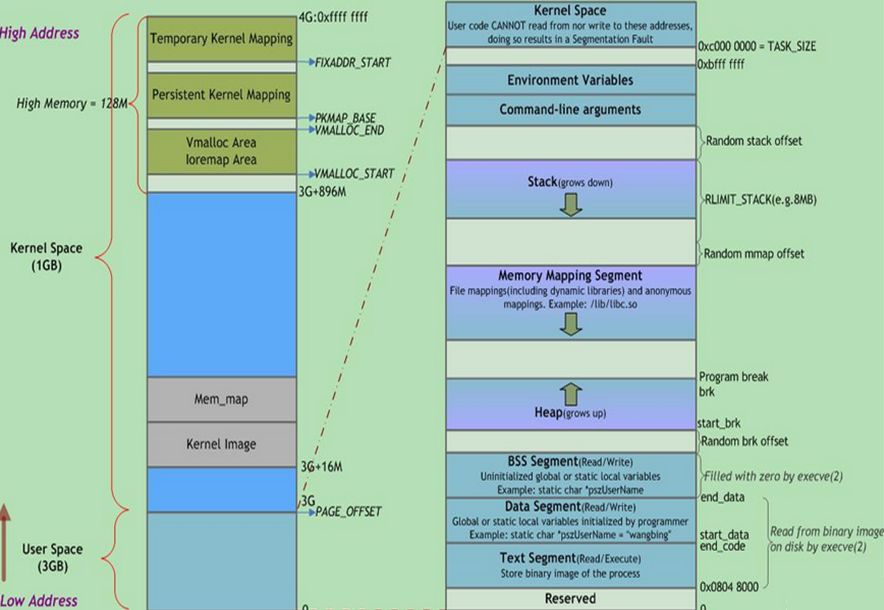 High Address
4G:0xffff ffff
Temporary Kernel Mapping
FIXADDR_START
High Memory = 128M
Persistent Kernel Mapping
PKMAP_BASE
VMALLOC_END
Vmalloc Area
Ioremap Area
VMALLOC_START
3G+896M
Kernel Space
(1GB)
Mem_map
Kernel Image
3G+16M
3G
PAGE_OFFSET
User Space
(3GB)
Low Address
0
Kernel Space
User code CANNOT read from nor write to these addresses,
doing so results in a Segmentation Fault
0xc000 0000 = TASK_SIZE
0xbfff ffff
Environment Variables
Command-line arguments
Random stack offset
Stack(grows down)
RLIMIT_STACK(e.g.8MB)
Random mmap offset
Memory Mapping Segment
File mappings(including dynamic libraries) and anonymous
mappings. Example: /lib/libc.so
Program break
brk
Heap(grows up)
start_brk
Random brk offset
BSS Segment(Read/Write)
Uninitialized global or static local variables
Example: static char *pszUserName
Filled with zero by execve(2)
end_data
Data Segment(Read/Write)
Global or static local variables initialized by programmer
Example: static char *pszUserName = "wangbing"
start_data
end_code
Read from binary image
on disk by execve(2)
Text Segment(Read/Execute)
Store binary image of the process
0x0804 8000
Reserved
0